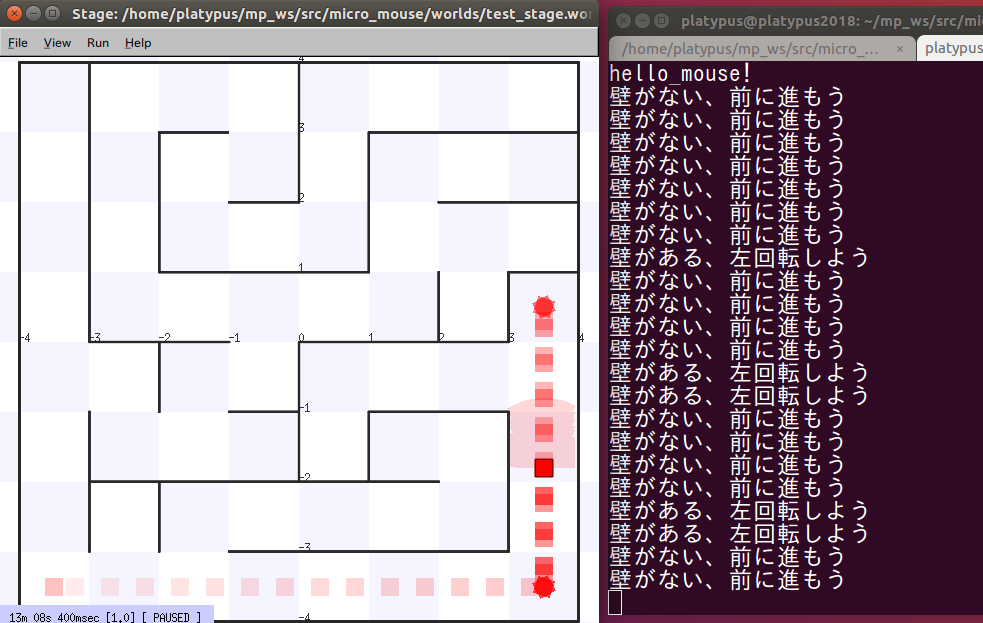 Stage: /home/platypus/mp_ws/src/micro_mouse/worlds/test_stage.wo
File View Run Help
4
3
2
1
-4 -3 -2 -1 0 1 2 3 4
-1
-2
-3
-4
13m 08s 400msec [1.0] [ PAUSED ]
platypus@platypus2018: ~/mp_ws/src/mi
/home/platypus/mp_ws/src/micro_... ×
platypus
hello_mouse!
壁がない、前に進もう
壁がない、前に進もう
壁がない、前に進もう
壁がない、前に進もう
壁がない、前に進もう
壁がない、前に進もう
壁がない、前に進もう
壁がある、左回転しよう
壁がない、前に進もう
壁がない、前に進もう
壁がない、前に進もう
壁がない、前に進もう
壁がある、左回転しよう
壁がある、左回転しよう
壁がない、前に進もう
壁がない、前に進もう
壁がない、前に進もう
壁がない、前に進もう
壁がある、左回転しよう
壁がある、左回転しよう
壁がない、前に進もう
壁がない、前に進もう